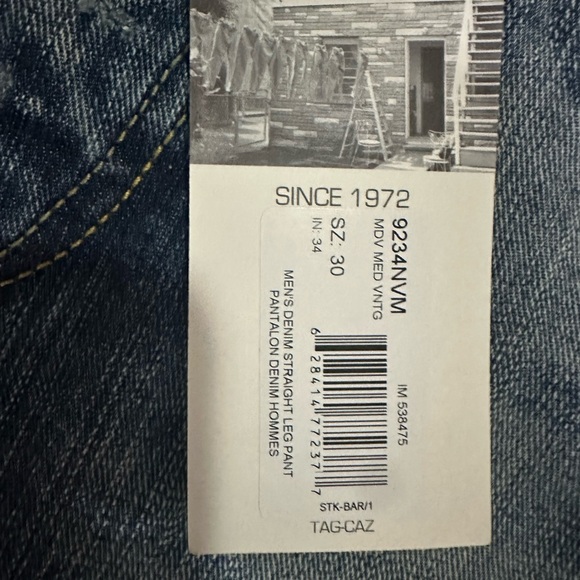 SINCE 1972
9234NVM
MDV MED VNTG
SZ: 30
IN: 34
IM 538475
6 28414 77237 7
MEN'S DENIM STRAIGHT LEG PANT
PANTALON DENIM HOMMES
STK-BAR/1
TAG-CAZ